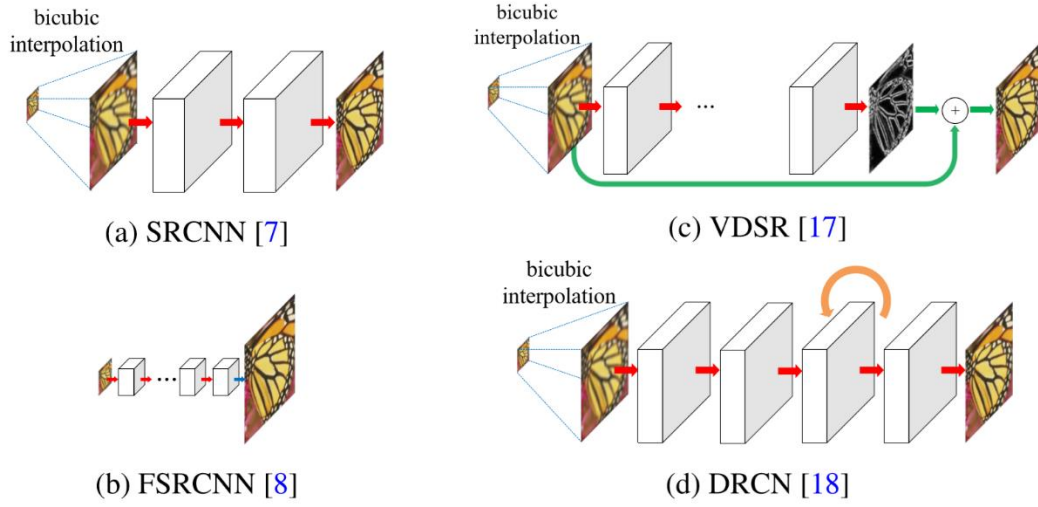 bicubic
interpolation
(a) SRCNN [7]
bicubic
interpolation
...
+
(c) VDSR [17]
...
(b) FSRCNN [8]
bicubic
interpolation
(d) DRCN [18]